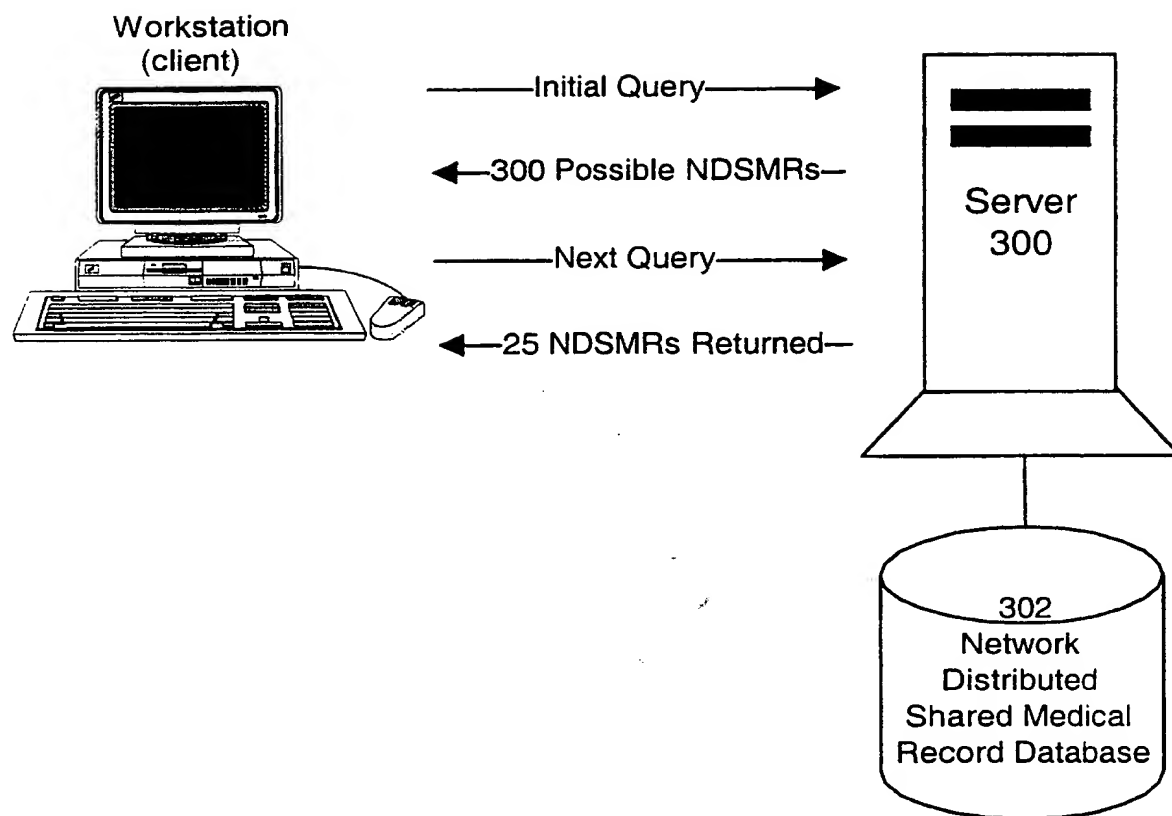 Workstation
(client)
Initial Query
300 Possible NDSMRs
Next Query
25 NDSMRs Returned
Server
300
302
Network
Distributed
Shared Medical
Record Database